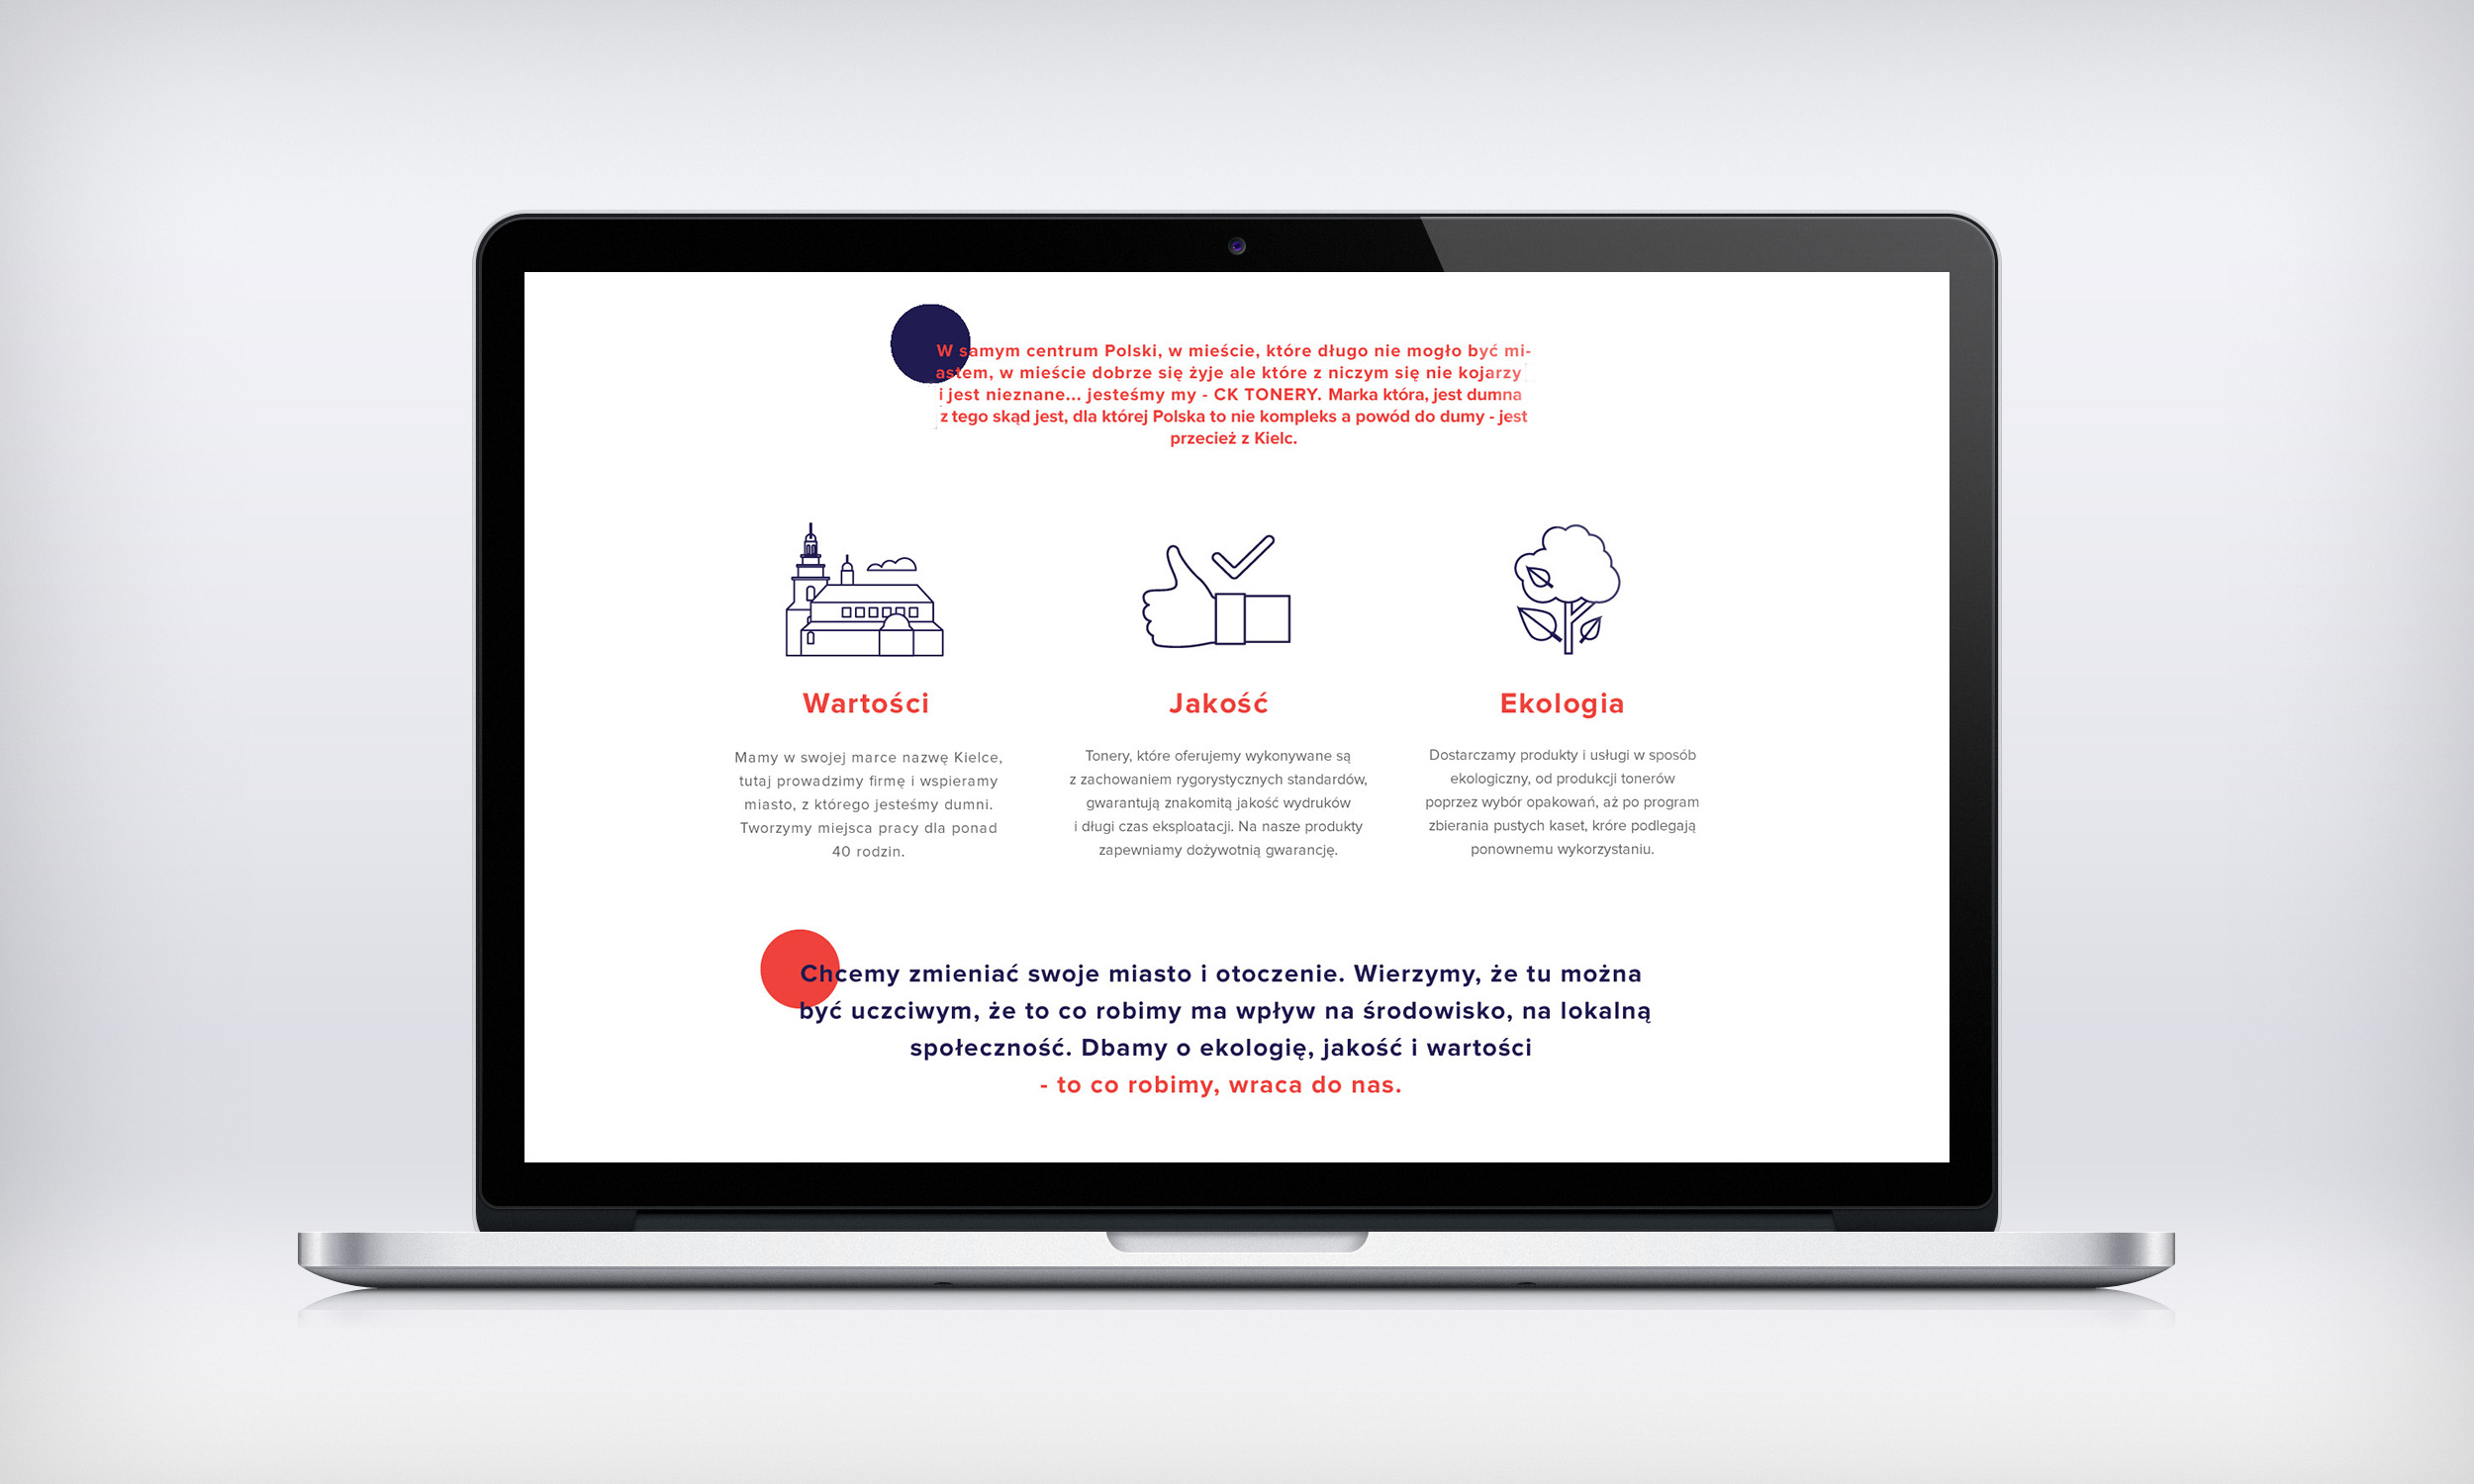 W samym centrum Polski, w mieście, które długo nie mogło być mi-
astem, w mieście dobrze się żyje ale które z niczym się nie kojarzy
i jest nieznane... jesteśmy my - CK TONERY. Marka która, jest dumna
z tego skąd jest, dla której Polska to nie kompleks a powód do dumy - jest
przecież z Kielc.
Wartości
Mamy w swojej marce nazwę Kielce,
tutaj prowadzimy firmę i wspieramy
miasto, z którego jesteśmy dumni.
Tworzymy miejsca pracy dla ponad
40 rodzin.
Jakość
Tonery, które oferujemy wykonywane są
z zachowaniem rygorystycznych standardów,
gwarantują znakomitą jakość wydruków
i długi czas eksploatacji. Na nasze produkty
zapewniamy dożywotnią gwarancję.
Ekologia
Dostarczamy produkty i usługi w sposób
ekologiczny, od produkcji tonerów
poprzez wybór opakowań, aż po program
zbierania pustych kaset, króre podlegają
ponownemu wykorzystaniu.
Chcemy zmieniać swoje miasto i otoczenie. Wierzymy, że tu można
być uczciwym, że to co robimy ma wpływ na środowisko, na lokalną
społeczność. Dbamy o ekologię, jakość i wartości
- to co robimy, wraca do nas.